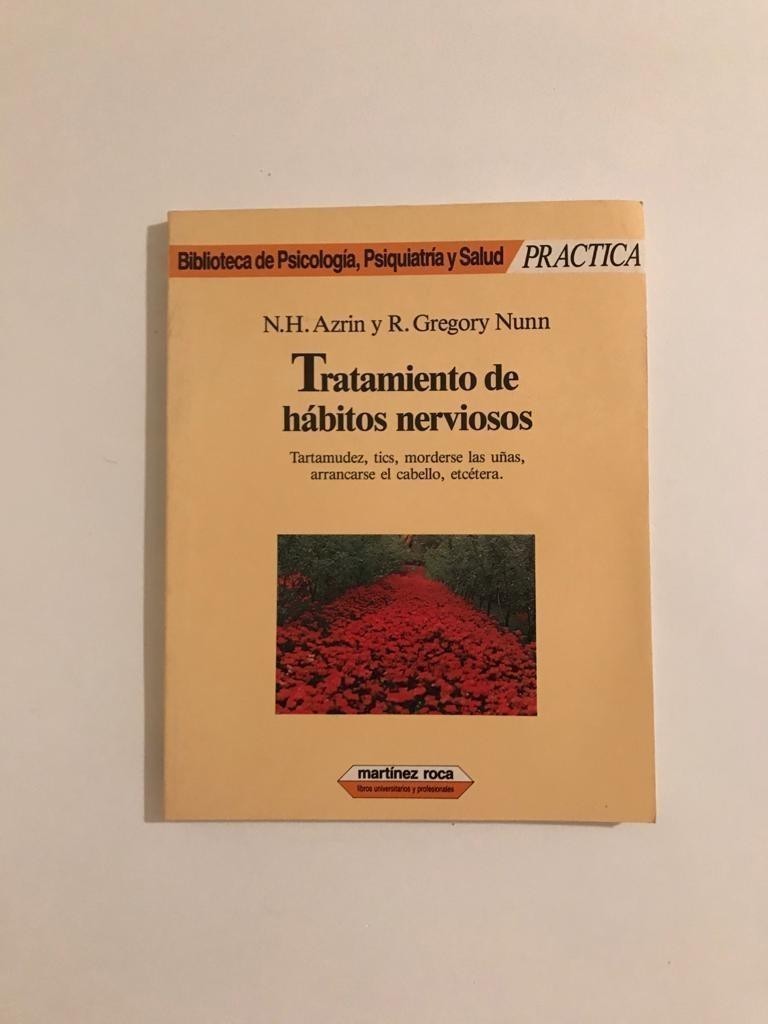 Biblioteca de Psicología, Psiquiatría y Salud PRACTICA
N.H. Azrin y R. Gregory Nunn
Tratamiento de
hábitos nerviosos
Tartamudez, tics, morderse las uñas,
arrancarse el cabello, etcétera.
martínez roca
libros universitarios y profesionales